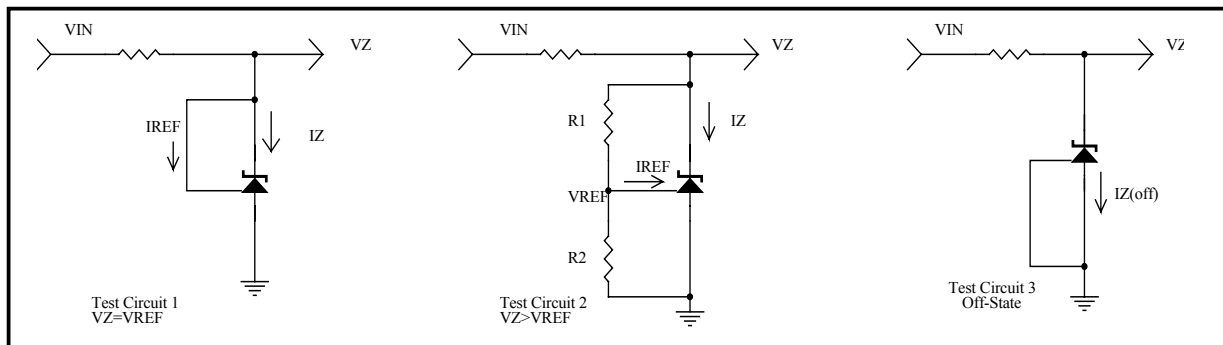 VIN
VZ
IREF
IZ
Test Circuit 1
VZ=VREF
VIN
VZ
R1
IZ
IREF
VREF
R2
Test Circuit 2
VZ>VREF
VIN
VZ
IZ(off)
Test Circuit 3
Off-State